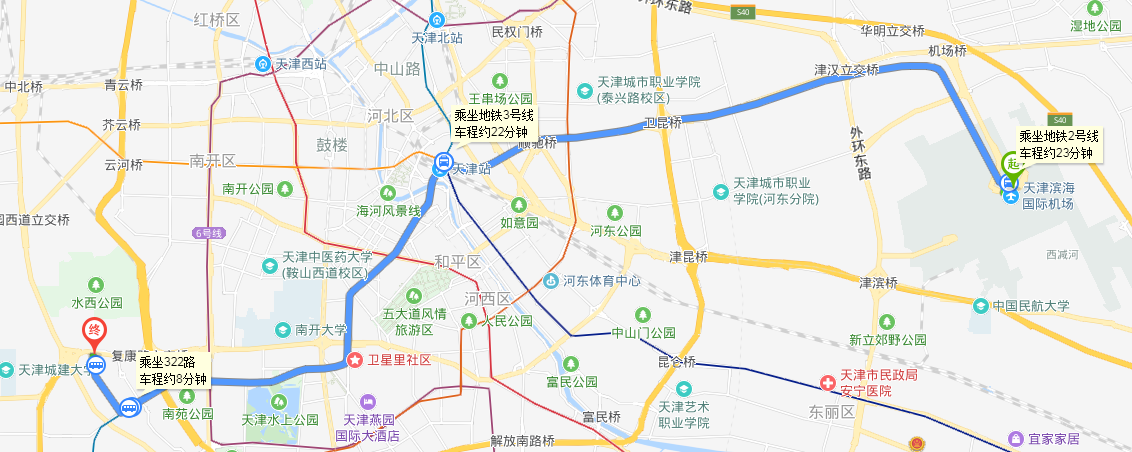 红桥区
天津北站
民权门桥
外环东路
S40
湿地公园
华明立交桥
机场桥
天津西站
中山路
津汉立交桥
中北桥
青云桥
王串场公园
天津城市职业学院
(泰兴路校区)
河北区
乘坐地铁3号线
车程约22分钟
卫昆桥
S40
芥云桥
鼓楼
顺驰桥
外环东路
乘坐地铁2号线
车程约23分钟
起
云河桥
南开区
天津站
南开公园
海河风景线
天津城市职业
学院(河东分院)
天津滨海
国际机场
园西道立交桥
6号线
如意园
河东公园
天津中医药大学
(鞍山西道校区)
和平区
津昆桥
西减河
水西公园
河西区
河东体育中心
津滨桥
五大道风情
旅游区
人民公园
中国民航大学
终
南开大学
中山门公园
新立郊野公园
复康
乘坐322路
车程约8分钟
卫星里社区
昆仑桥
天津城建大学
富民公园
天津市民政局
安宁医院
南苑公园
天津水上公园
天津燕园
国际大酒店
富民桥
天津艺术
职业学院
东丽区
解放南路桥
宜家家居